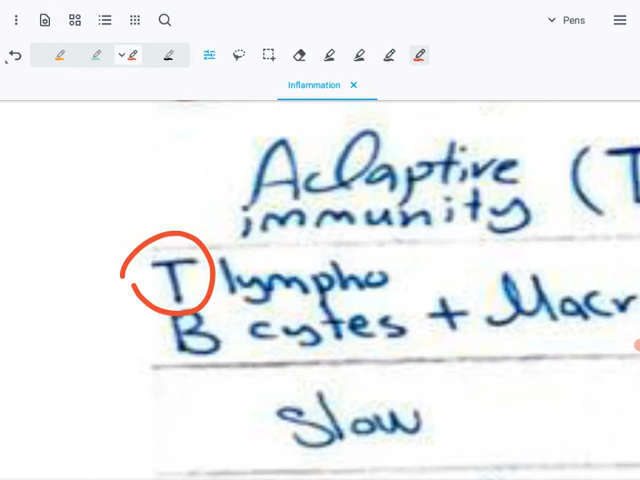 Pens
Inflammation
Adaptive (T
immunity
T lympho
B cytes + Macr
Slow